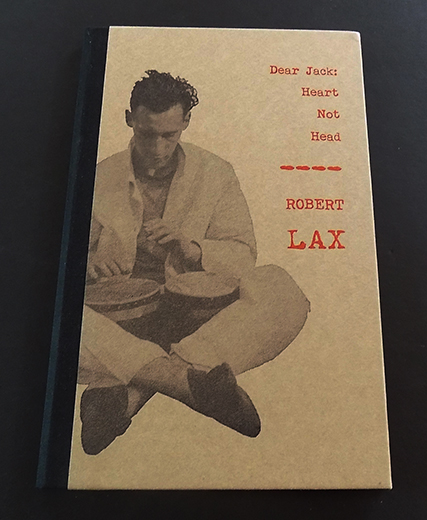 Dear Jack:
Heart
Not
Head
ROBERT
LAX